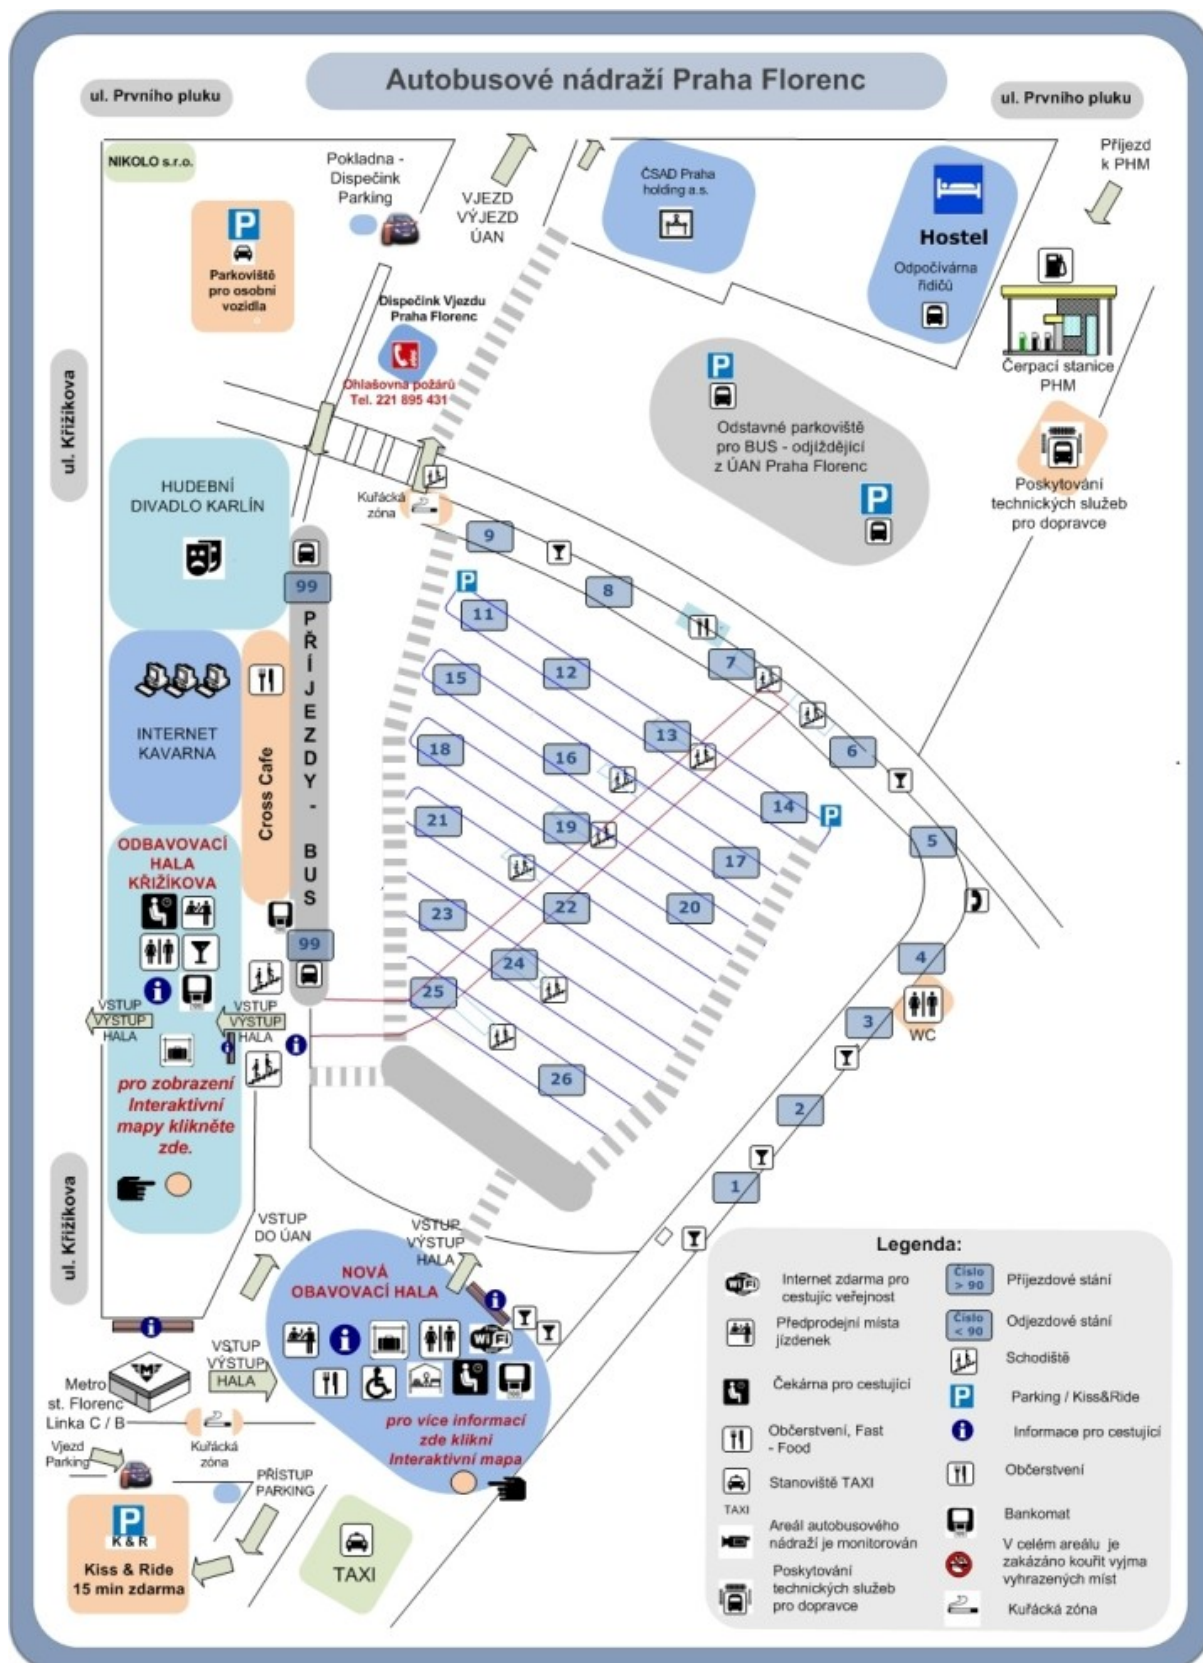 Autobusové nádraží Praha Florenc
ul. Prvního pluku
ul. Prvního pluku
NIKOLO s.r.o.
Pokladna -
Dispečink
Parking
VJEZD
VÝJEZD
ÚAN
ČSAD Praha
holding a.s.
Příjezd
k PHM
P
Parkoviště
pro osobní
vozidla
Hostel
Odpočívárna
řidičů
Dispečink Vjezdu
Praha Florenc
Ohlašovna požárů
Tel. 221 895 431
Čerpací stanice
PHM
P
Odstavné parkoviště
pro BUS - odjíždějící
z ÚAN Praha Florenc
P
Poskytování
technických služeb
pro dopravce
ul. Křižíkova
HUDEBNÍ
DIVADLO KARLÍN
Kuřácká
zóna
99
PŘÍJEZDY - BUS
99
9
8
7
6
5
4
3
2
1
P
11
12
13
14
P
15
16
17
18
19
20
21
22
23
24
25
26
INTERNET
KAVARNA
Cross Cafe
ODBAVOVACÍ
HALA
KŘIŽÍKOVA
VSTUP
VÝSTUP
HALA
VSTUP
VÝSTUP
HALA
pro zobrazení
Interaktivní
mapy klikněte
zde.
WC
ul. Křižíkova
VSTUP
DO ÚAN
VSTUP
VÝSTUP
HALA
NOVÁ
OBAVOVACÍ HALA
WiFi
pro více informací
zde klikni
Interaktivní mapa
VSTUP
VÝSTUP
HALA
M
Metro
st. Florenc
Linka C / B
Kuřácká
zóna
Vjezd
Parking
PŘÍSTUP
PARKING
P
K & R
Kiss & Ride
15 min zdarma
TAXI
Legenda:
WiFi
Internet zdarma pro
cestujíc veřejnost
Předprodejní místa
jízdenek
Čekárna pro cestující
Občerstvení, Fast
- Food
Stanoviště TAXI
TAXI
Areál autobusového
nádraží je monitorován
Poskytování
technických služeb
pro dopravce
Číslo
> 90
Příjezdové stání
Číslo
< 90
Odjezdové stání
Schodiště
P
Parking / Kiss&Ride
Informace pro cestující
Občerstvení
Bankomat
V celém areálu je
zakázáno kouřit vyjma
vyhrazených míst
Kuřácká zóna